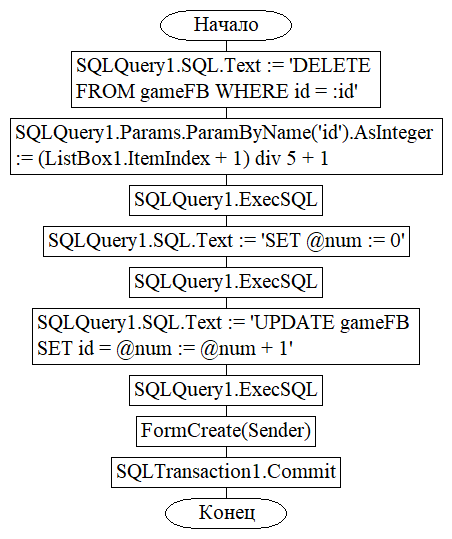 Начало
SQLQuery1.SQL.Text := 'DELETE
FROM gameFB WHERE id = :id'
SQLQuery1.Params.ParamByName('id').AsInteger
:= (ListBox1.ItemIndex + 1) div 5 + 1
SQLQuery1.ExecSQL
SQLQuery1.SQL.Text := 'SET @num := 0'
SQLQuery1.ExecSQL
SQLQuery1.SQL.Text := 'UPDATE gameFB
SET id = @num := @num + 1'
SQLQuery1.ExecSQL
FormCreate(Sender)
SQLTransaction1.Commit
Конец